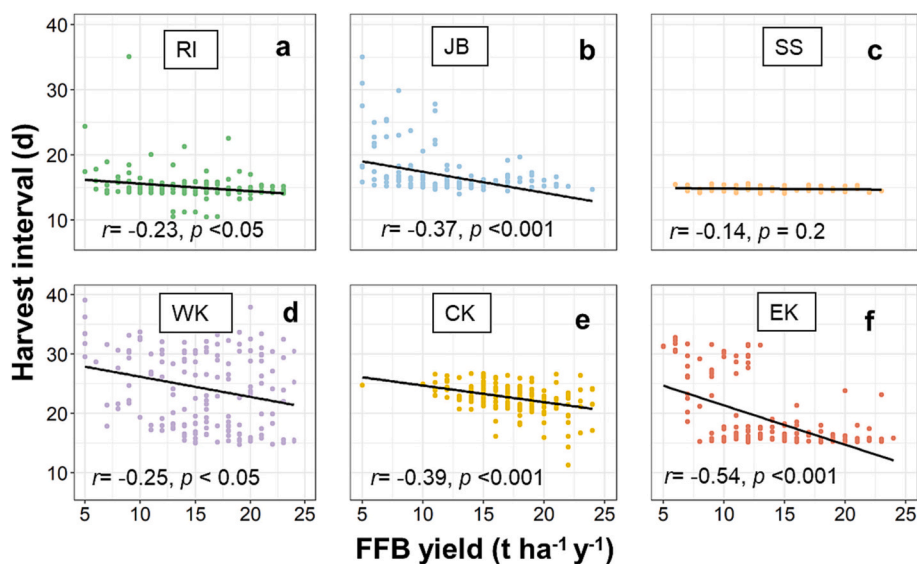 Harvest interval (d)
40
30
20
10
RI
a
r= -0.23, p <0.05
JB
b
r= -0.37, p <0.001
SS
c
r= -0.14, p = 0.2
40
30
20
10
WK
d
r= -0.25, p < 0.05
CK
e
r= -0.39, p <0.001
EK
f
r= -0.54, p <0.001
5 10 15 20 25
5 10 15 20 25
5 10 15 20 25
FFB yield (t ha⁻¹ y⁻¹)